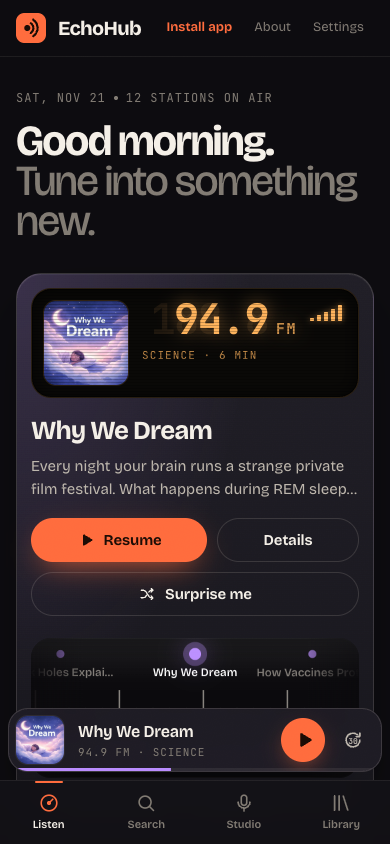 EchoHub
Install app
About
Settings
SAT, NOV 21 • 12 STATIONS ON AIR
Good morning.
Tune into something
new.
Why We
Dream
94.9 FM
SCIENCE · 6 MIN
Why We Dream
Every night your brain runs a strange private
film festival. What happens during REM sleep...
Resume
Details
Surprise me
Holes Explai...
Why We Dream
How Vaccines Pro
Why We
Dream
Why We Dream
94.9 FM · SCIENCE
30
Listen
Search
Studio
Library